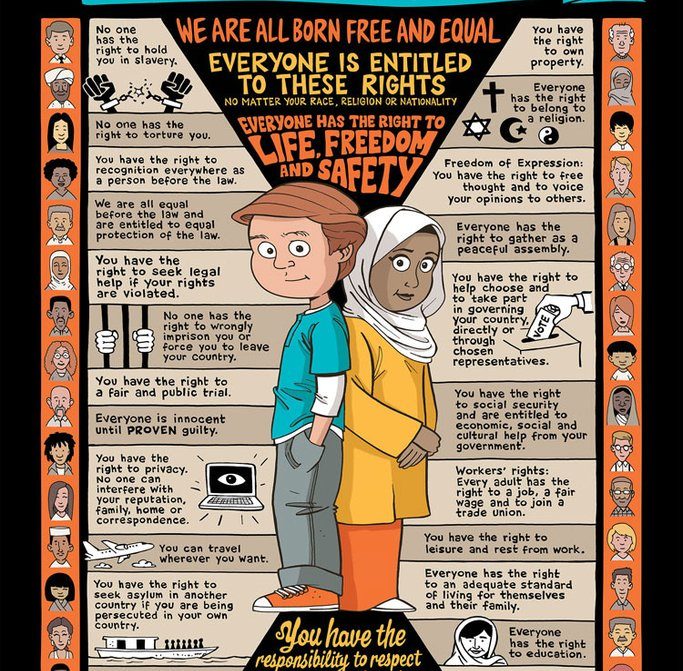 WE ARE ALL BORN FREE AND EQUAL
EVERYONE IS ENTITLED
TO THESE RIGHTS
NO MATTER YOUR RACE, RELIGION OR NATIONALITY
EVERYONE HAS THE RIGHT TO
LIFE, FREEDOM
AND SAFETY
No one
has the
right to hold
you in slavery.
No one has the
right to torture you.
You have the right to
recognition everywhere as
a person before the law.
We are all equal
before the law and
are entitled to equal
protection of the law.
You have the
right to seek legal
help if your rights
are violated.
No one has the
right to wrongly
imprison you or
force you to leave
your country.
You have the right to
a fair and public trial.
Everyone is innocent
until PROVEN guilty.
You have the
right to privacy.
No one can
interfere with
your reputation,
family, home or
correspondence.
You can travel
wherever you want.
You have the right to
seek asylum in another
country if you are being
persecuted in your own
country.
You have
the right
to own
property.
Everyone
has the right
to belong to
a religion.
Freedom of Expression:
You have the right to free
thought and to voice
your opinions to others.
Everyone has the
right to gather as a
peaceful assembly.
You have the right to
help choose and
to take part
in governing
your country,
directly or
through
chosen
representatives.
VOTE
You have the right
to social security
and are entitled to
economic, social and
cultural help from your
government.
Workers' rights:
Every adult has the
right to a job, a fair
wage and to join a
trade union.
You have the right to
leisure and rest from work.
Everyone has the right
to an adequate standard
of living for themselves
and their family.
Everyone
has the right
to education.
You have the
responsibility to respect